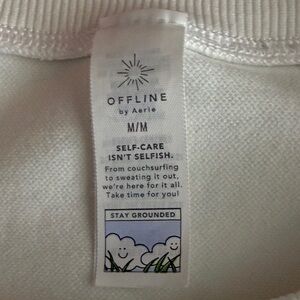 OFFLINE
by Aerie
M/M
SELF-CARE
ISN'T SELFISH.
From couchsurfing
to sweating it out,
we're here for it all.
Take time for you!
STAY GROUNDED